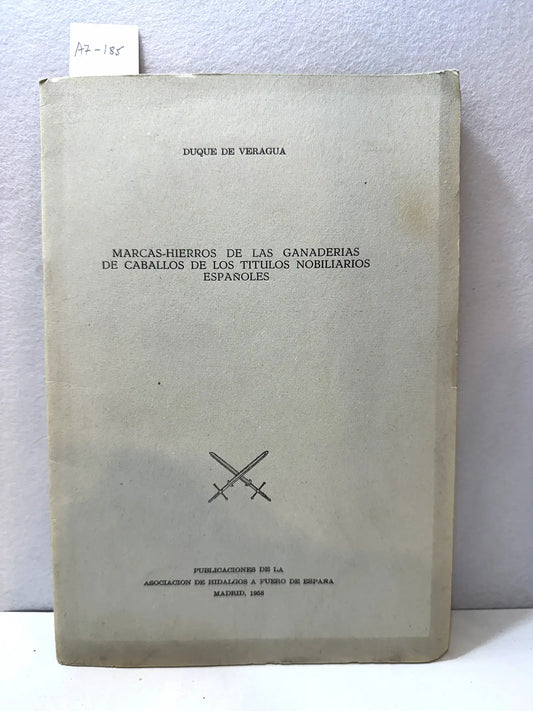 A7-185
DUQUE DE VERAGUA
MARCAS-HIERROS DE LAS GANADERIAS
DE CABALLOS DE LOS TITULOS NOBILIARIOS
ESPAÑOLES
PUBLICACIONES DE LA
ASOCIACION DE HIDALGOS A FUERO DE ESPAÑA
MADRID, 1958